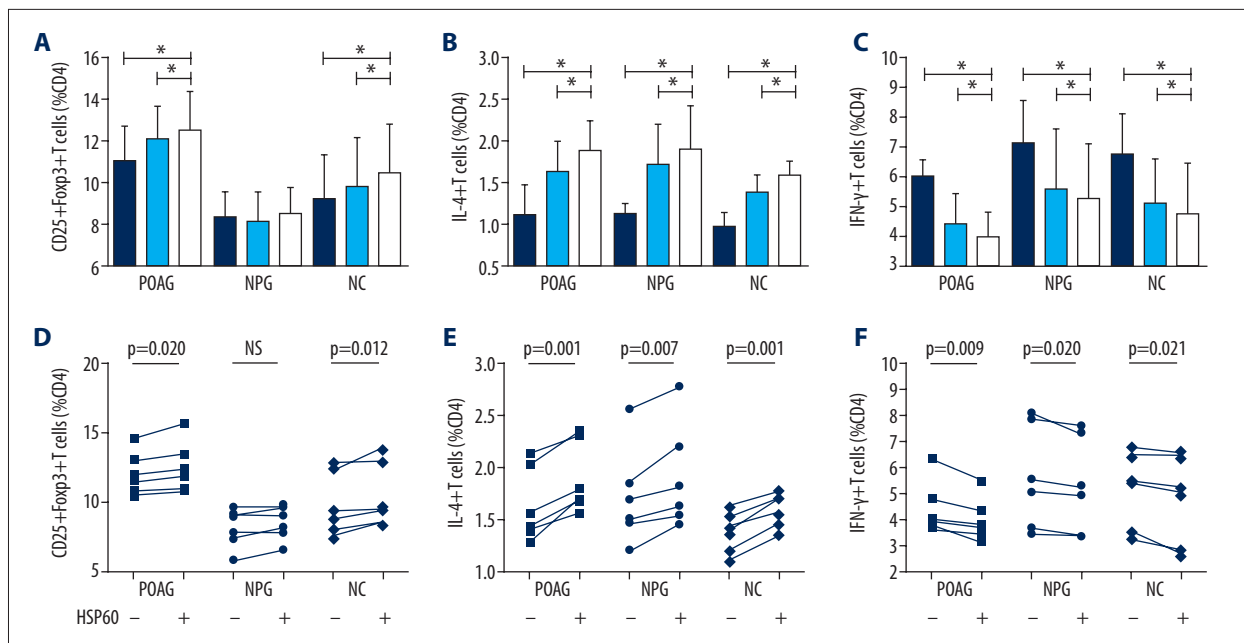 A
CD25+Foxp3+T cells (%CD4)
16
14
12
10
8
6
* * * *
POAG NPG NC
B
IL-4+T cells (%CD4)
3.0
2.5
2.0
1.5
1.0
0.5
* * * * * *
POAG NPG NC
C
IFN-γ+T cells (%CD4)
10
9
8
7
6
5
4
3
* * * * * *
POAG NPG NC
D
CD25+Foxp3+T cells (%CD4)
p=0.020 NS p=0.012
20
15
10
5
POAG NPG NC
HSP60 − + − + − +
E
IL-4+T cells (%CD4)
p=0.001 p=0.007 p=0.001
3.0
2.5
2.0
1.5
1.0
POAG NPG NC
− + − + − +
F
IFN-γ+T cells (%CD4)
p=0.009 p=0.020 p=0.021
10
9
8
7
6
5
4
3
2
POAG NPG NC
− + − + − +